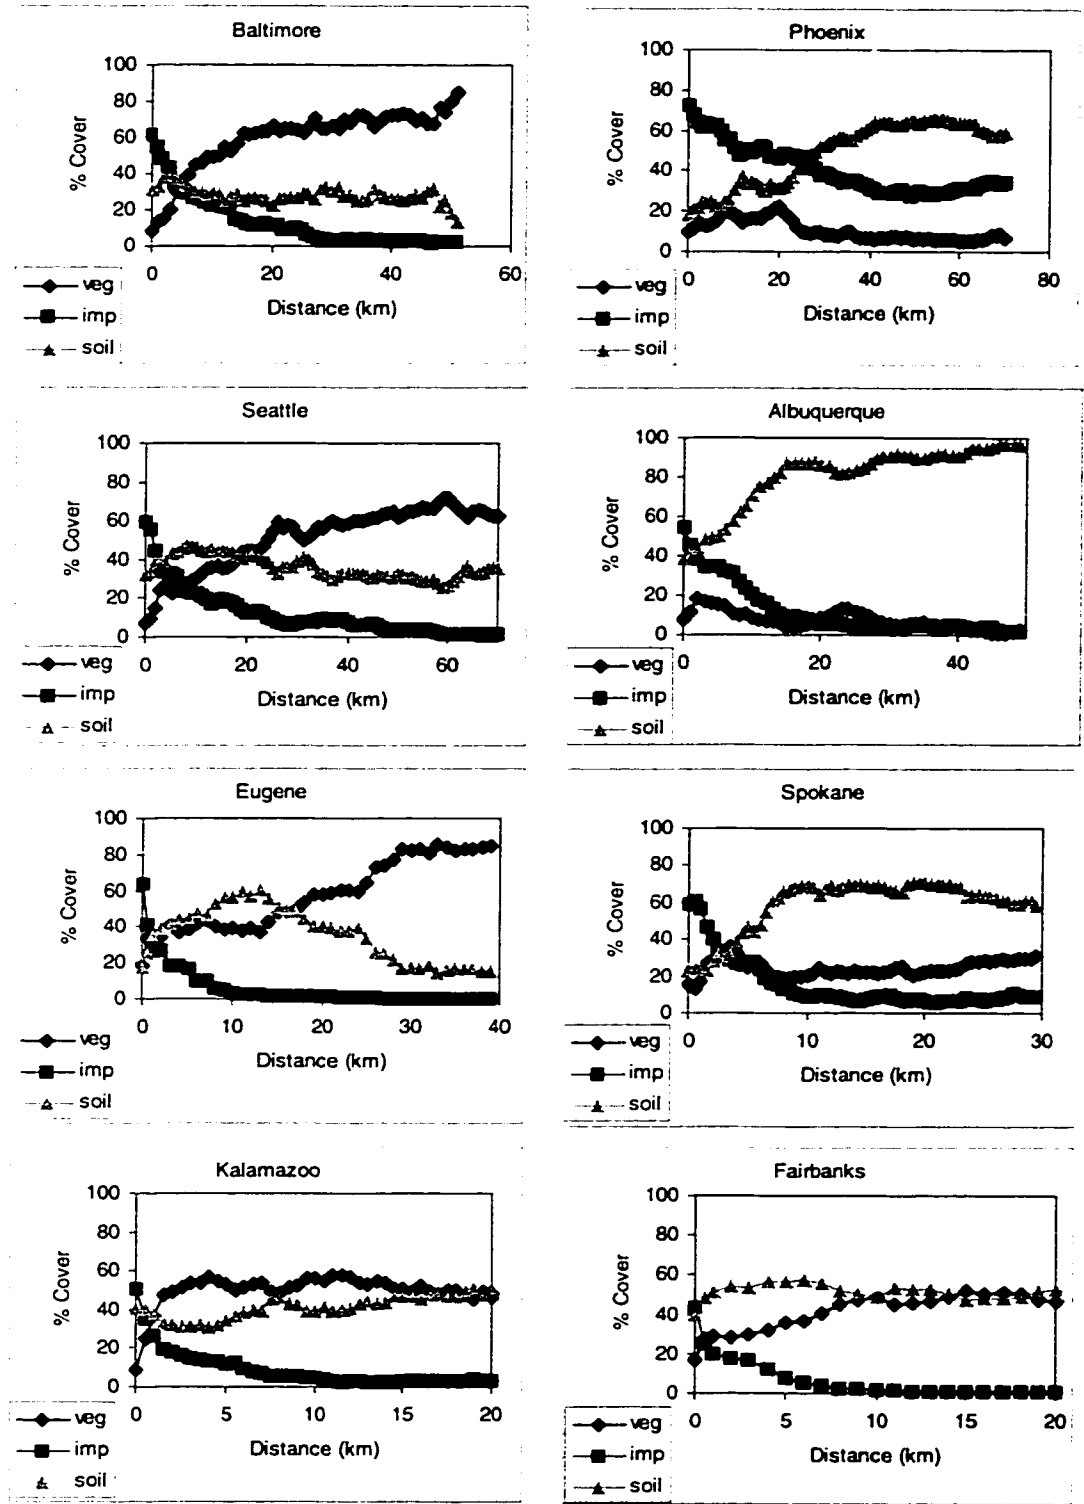 Baltimore
100
80
60
40
20
0
% Cover
0 20 40 60
Distance (km)
veg
imp
soil
Phoenix
100
80
60
40
20
0
% Cover
0 20 40 60 80
Distance (km)
veg
imp
soil
Seattle
100
80
60
40
20
0
% Cover
0 20 40 60
Distance (km)
veg
imp
soil
Albuquerque
100
80
60
40
20
0
% Cover
0 20 40
Distance (km)
veg
imp
soil
Eugene
100
80
60
40
20
0
% Cover
0 10 20 30 40
Distance (km)
veg
imp
soil
Spokane
100
80
60
40
20
0
% Cover
0 10 20 30
Distance (km)
veg
imp
soil
Kalamazoo
100
80
60
40
20
0
% Cover
0 5 10 15 20
Distance (km)
veg
imp
soil
Fairbanks
100
80
60
40
20
0
% Cover
0 5 10 15 20
Distance (km)
veg
imp
soil